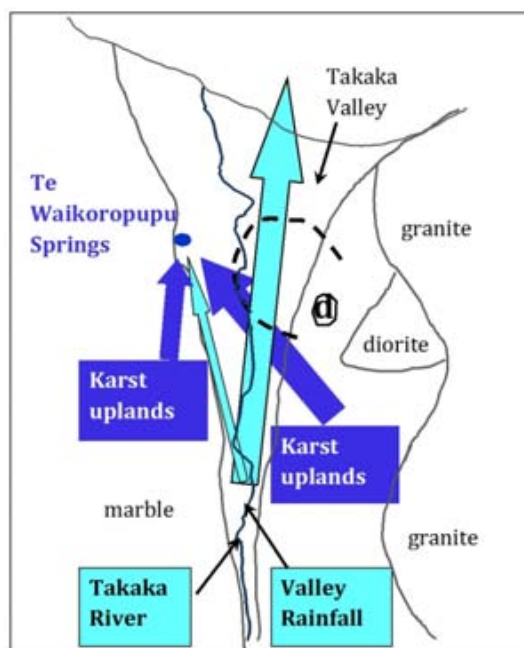 Takaka
Valley
Te
Waikoropupu
Springs
granite
d
diorite
Karst
uplands
Karst
uplands
marble
granite
Takaka
River
Valley
Rainfall